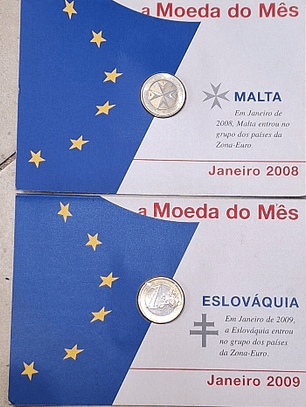 a Moeda do Mês
MALTA
Em Janeiro de
2008, Malta entrou no
grupo dos países da
Zona-Euro.
Janeiro 2008
a Moeda do Mês
ESLOVÁQUIA
Em Janeiro de 2009,
a Eslováquia entrou
no grupo dos países
da Zona-Euro.
Janeiro 2009